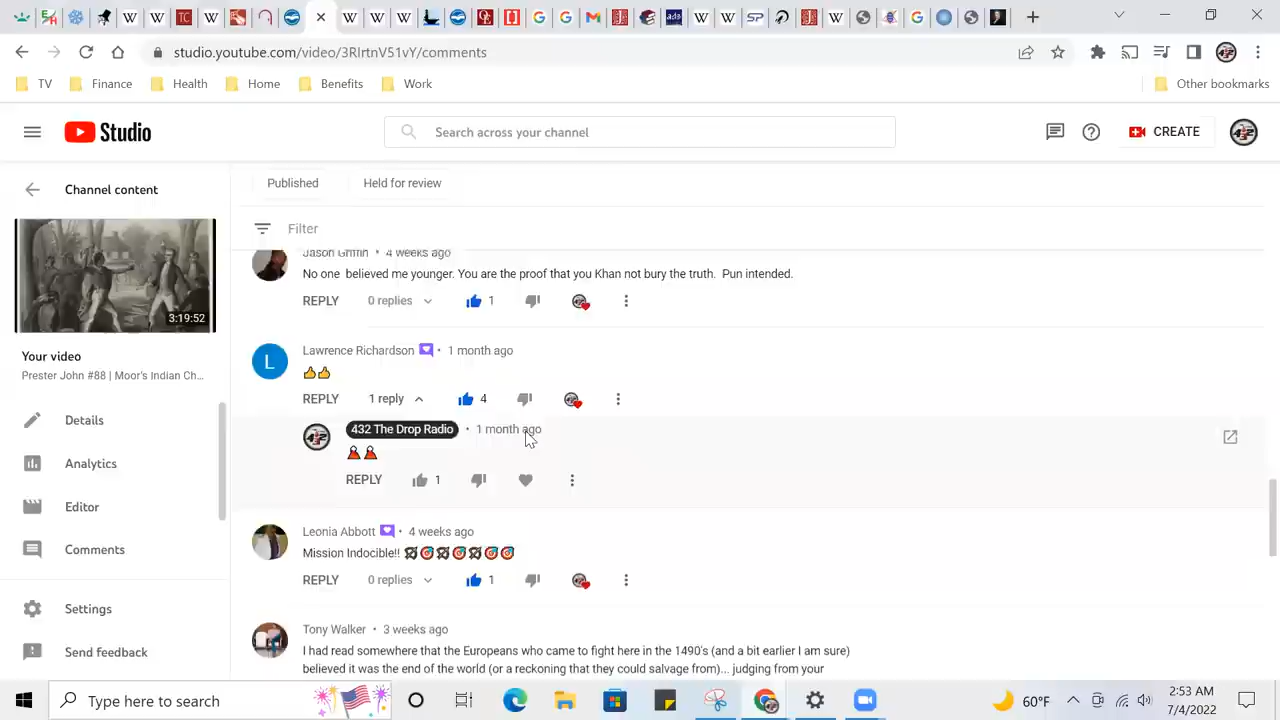 studio.youtube.com/video/3RIrtnV51vY/comments
TV Finance Health Home Benefits Work Other bookmarks
Studio
Search across your channel
CREATE
Channel content
3:19:52
Your video
Prester John #88 | Moor's Indian Ch...
Details
Analytics
Editor
Comments
Settings
Send feedback
Published Held for review
Filter
Jason Griffin • 4 weeks ago
No one believed me younger. You are the proof that you Khan not bury the truth. Pun intended.
REPLY 0 replies 1
Lawrence Richardson • 1 month ago
👍👍
REPLY 1 reply 4
432 The Drop Radio • 1 month ago
REPLY 1
Leonia Abbott • 4 weeks ago
Mission Indocible!!
REPLY 0 replies 1
Tony Walker • 3 weeks ago
I had read somewhere that the Europeans who came to fight here in the 1490's (and a bit earlier I am sure)
believed it was the end of the world (or a reckoning that they could salvage from)... judging from your
Type here to search
60°F
2:53 AM
7/4/2022